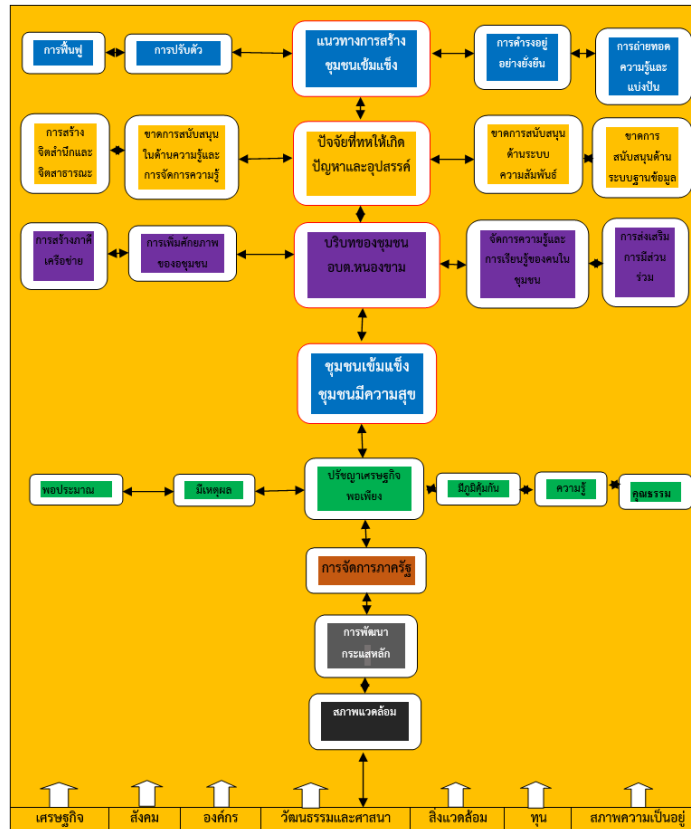 การฟื้นฟู
การปรับตัว
แนวทางการสร้าง
ชุมชนเข้มแข็ง
การดำรงอยู่
อย่างยั่งยืน
การถ่ายทอด
ความรู้และ
แบ่งปัน
การสร้าง
จิตสำนึกและ
จิตสาธารณะ
ขาดการสนับสนุน
ในด้านความรู้และ
การจัดการความรู้
ปัจจัยที่ทหให้เกิด
ปัญหาและอุปสรรค์
ขาดการสนับสนุน
ด้านระบบ
ความสัมพันธ์
ขาดการ
สนับสนุนด้าน
ระบบฐานข้อมูล
การสร้างภาคี
เครือข่าย
การเพิ่มศักยภาพ
ของอชุมชน
บริบทของชุมชน
อบต.หนองขาม
จัดการความรู้และ
การเรียนรู้ของคนใน
ชุมชน
การส่งเสริม
การมีส่วน
ร่วม
ชุมชนเข้มแข็ง
ชุมชนมีความสุข
พอประมาณ
มีเหตุผล
ปรัชญาเศรษฐกิจ
พอเพียง
มีภูมิคุ้มกัน
ความรู้
คุณธรรม
การจัดการภาครัฐ
การพัฒนา
กระแสหลัก
สภาพแวดล้อม
เศรษฐกิจ
สังคม
องค์กร
วัฒนธรรมและศาสนา
สิ่งแวดล้อม
ทุน
สภาพความเป็นอยู่